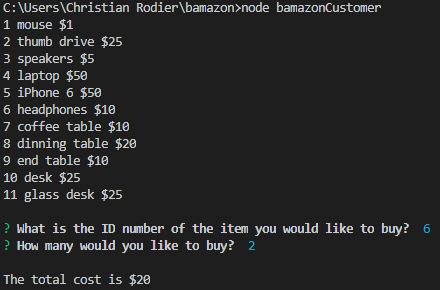 C:\Users\Christian Rodier\bamazon>node bamazonCustomer
1 mouse $1
2 thumb drive $25
3 speakers $5
4 laptop $50
5 iPhone 6 $50
6 headphones $10
7 coffee table $10
8 dinning table $20
9 end table $10
10 desk $25
11 glass desk $25
? What is the ID number of the item you would like to buy? 6
? How many would you like to buy? 2
The total cost is $20